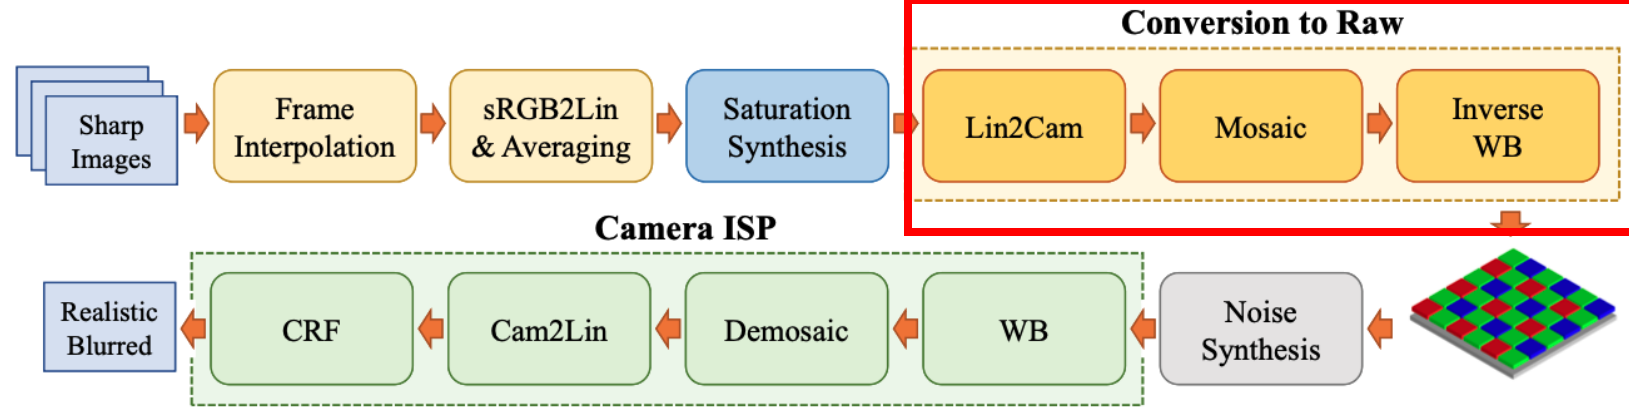 Conversion to Raw
Sharp
Images
Frame
Interpolation
sRGB2Lin
& Averaging
Saturation
Synthesis
Lin2Cam
Mosaic
Inverse
WB
Camera ISP
Realistic
Blurred
CRF
Cam2Lin
Demosaic
WB
Noise
Synthesis